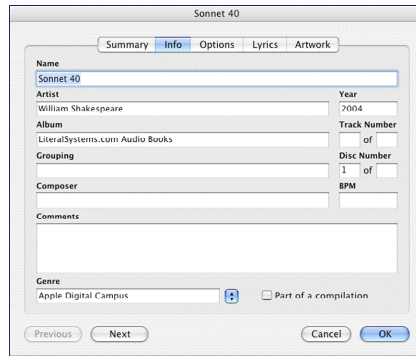 Sonnet 40
Summary Info Options Lyrics Artwork
Name
Sonnet 40
Artist Year
William Shakespeare 2004
Album Track Number
LiteralSystems.com Audio Books of
Grouping Disc Number
1 of
Composer BPM
Comments
Genre
Apple Digital Campus Part of a compilation
Previous Next Cancel OK